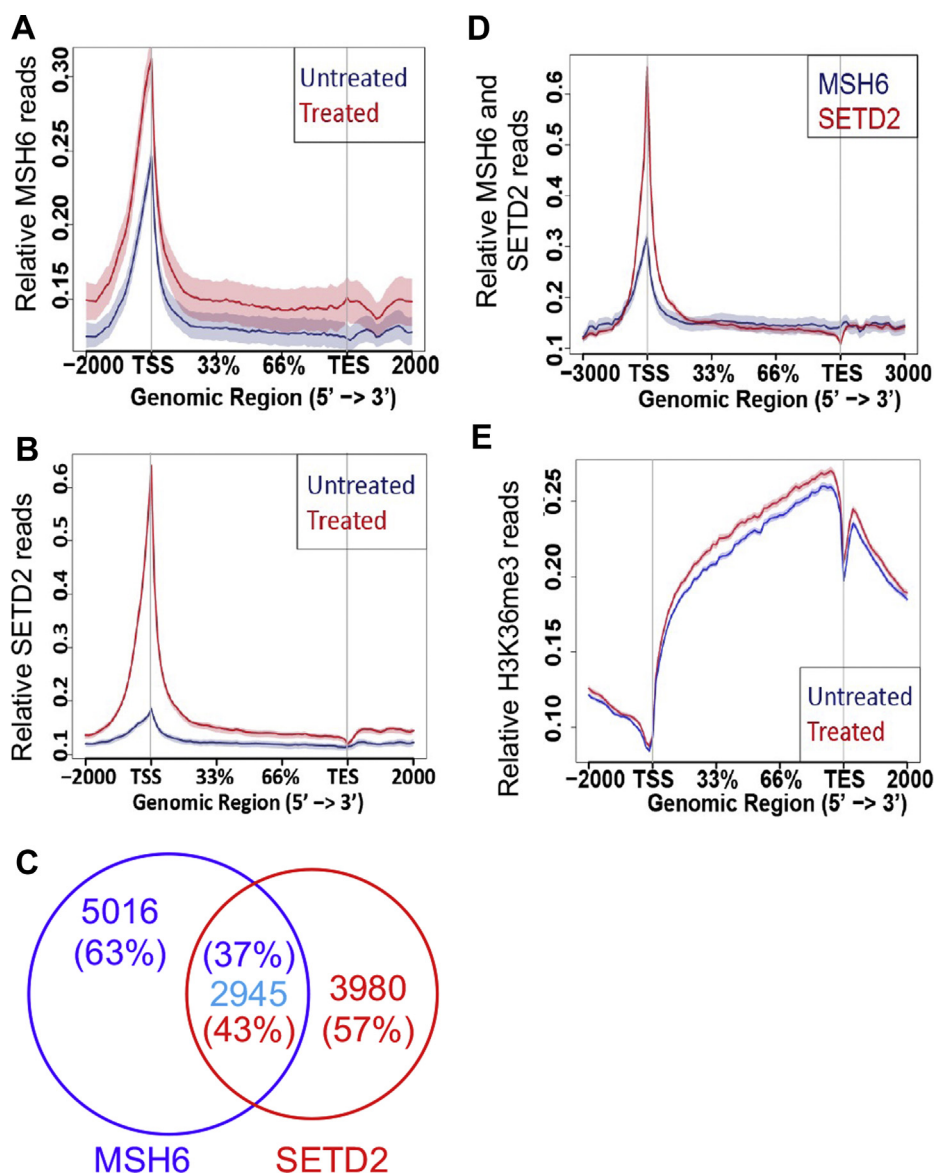 A
Relative MSH6 reads
0.30
0.25
0.20
0.15
Untreated
Treated
−2000 TSS 33% 66% TES 2000
Genomic Region (5’ −> 3’)
B
Relative SETD2 reads
0.6
0.5
0.4
0.3
0.2
0.1
Untreated
Treated
−2000 TSS 33% 66% TES 2000
Genomic Region (5’ −> 3’)
C
5016
(63%)
(37%)
2945
(43%)
3980
(57%)
MSH6
SETD2
D
Relative MSH6 and
SETD2 reads
0.6
0.5
0.4
0.3
0.2
0.1
MSH6
SETD2
−3000 TSS 33% 66% TES 3000
Genomic Region (5’ −> 3’)
E
Relative H3K36me3 reads
0.25
0.20
0.15
0.10
Untreated
Treated
−2000 TSS 33% 66% TES 2000
Genomic Region (5’ −> 3’)